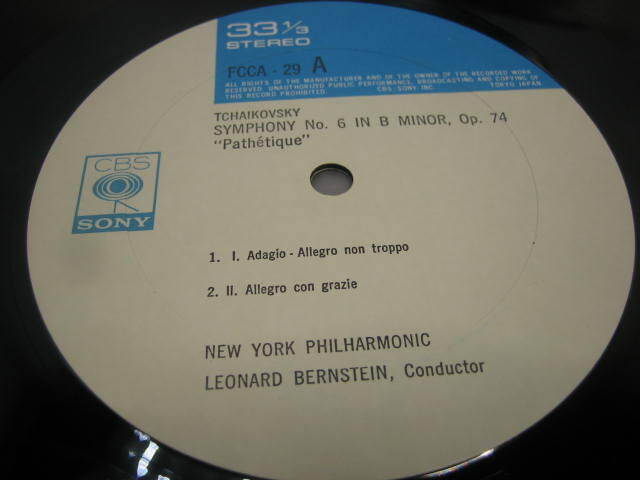 33 1/3
STEREO
FCCA - 29 A
ALL RIGHTS OF THE MANUFACTURER AND OF THE OWNER OF THE RECORDED WORK
RESERVED. UNAUTHORIZED PUBLIC PERFORMANCE, BROADCASTING AND COPYING OF
THIS RECORD PROHIBITED. CBS·SONY INC. TOKYO JAPAN
TCHAIKOVSKY
SYMPHONY No. 6 IN B MINOR, Op. 74
"Pathétique"
CBS
SONY
1. I. Adagio - Allegro non troppo
2. II. Allegro con grazie
NEW YORK PHILHARMONIC
LEONARD BERNSTEIN, Conductor